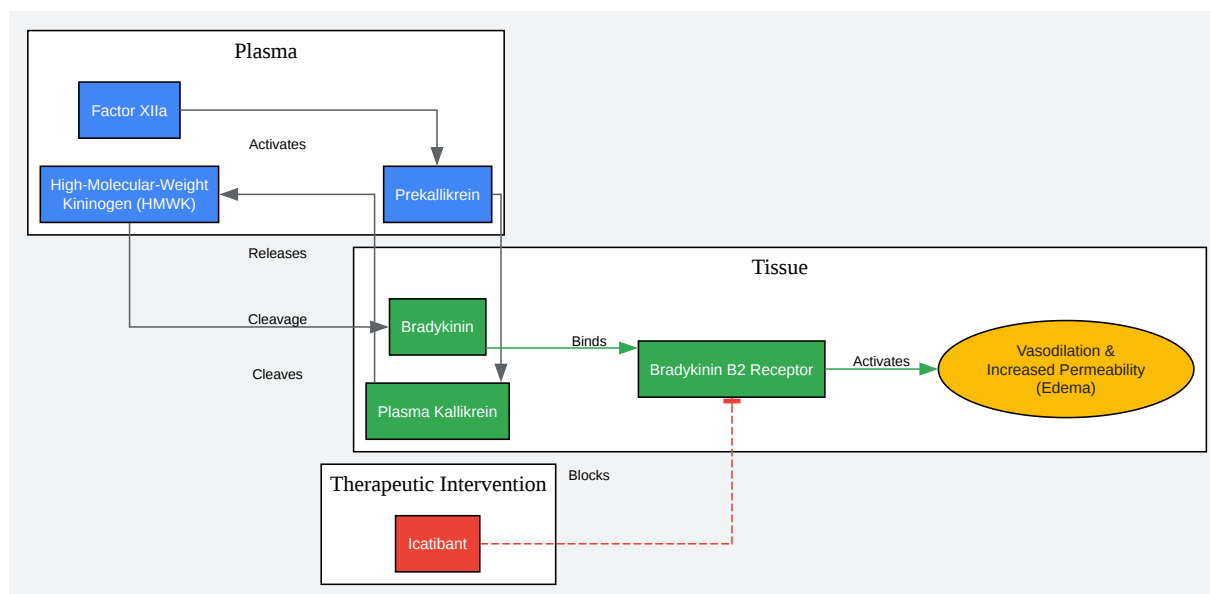 Plasma
Factor XIIa
Activates
High-Molecular-Weight
Kininogen (HMWK)
Prekallikrein
Releases
Tissue
Cleavage
Bradykinin
Binds
Bradykinin B2 Receptor
Activates
Vasodilation &
Increased Permeability
(Edema)
Cleaves
Plasma Kallikrein
Therapeutic Intervention
Blocks
Icatibant